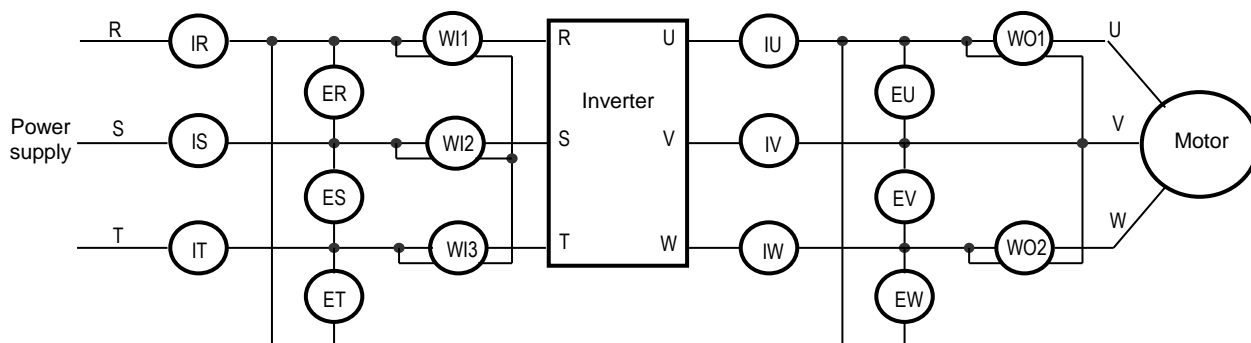 R IR WI1 R U IU WO1 U
ER EU
Inverter
Power
supply
S IS WI2 S V IV V
Motor
ES EV
T IT WI3 T W IW WO2 W
ET EW